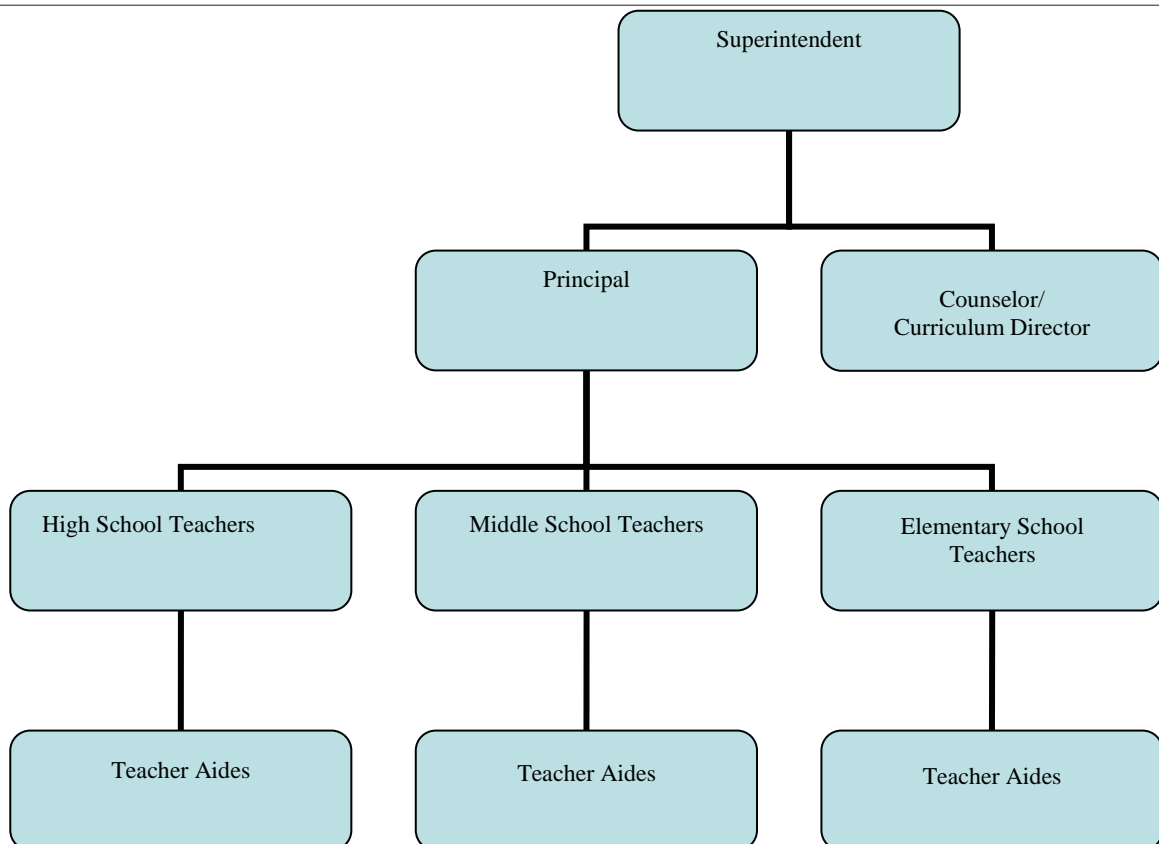 Superintendent
Principal
Counselor/
Curriculum Director
High School Teachers
Middle School Teachers
Elementary School
Teachers
Teacher Aides
Teacher Aides
Teacher Aides